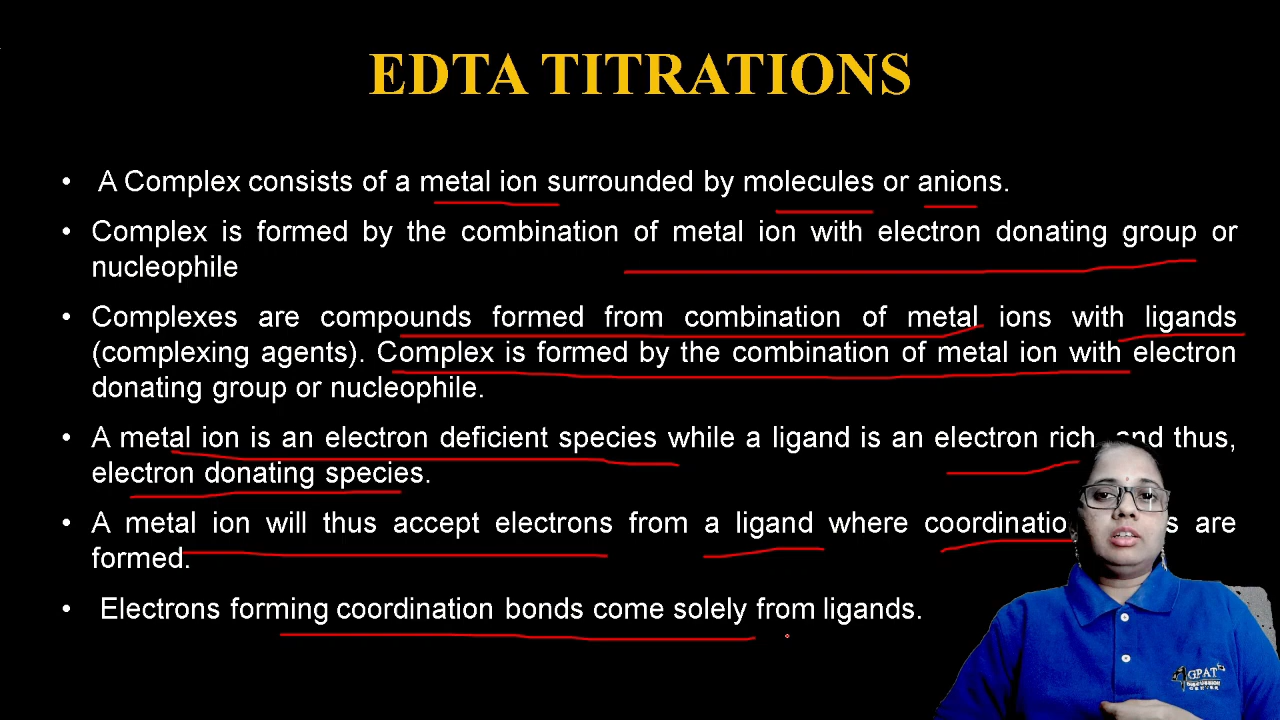 EDTA TITRATIONS
• A Complex consists of a metal ion surrounded by molecules or anions.
• Complex is formed by the combination of metal ion with electron donating group or
nucleophile
• Complexes are compounds formed from combination of metal ions with ligands
(complexing agents). Complex is formed by the combination of metal ion with electron
donating group or nucleophile.
• A metal ion is an electron deficient species while a ligand is an electron rich, and thus,
electron donating species.
• A metal ion will thus accept electrons from a ligand where are
formed.
• Electrons forming coordination bonds come solely from ligands.
GPAT
DISCUSSION
CENTER